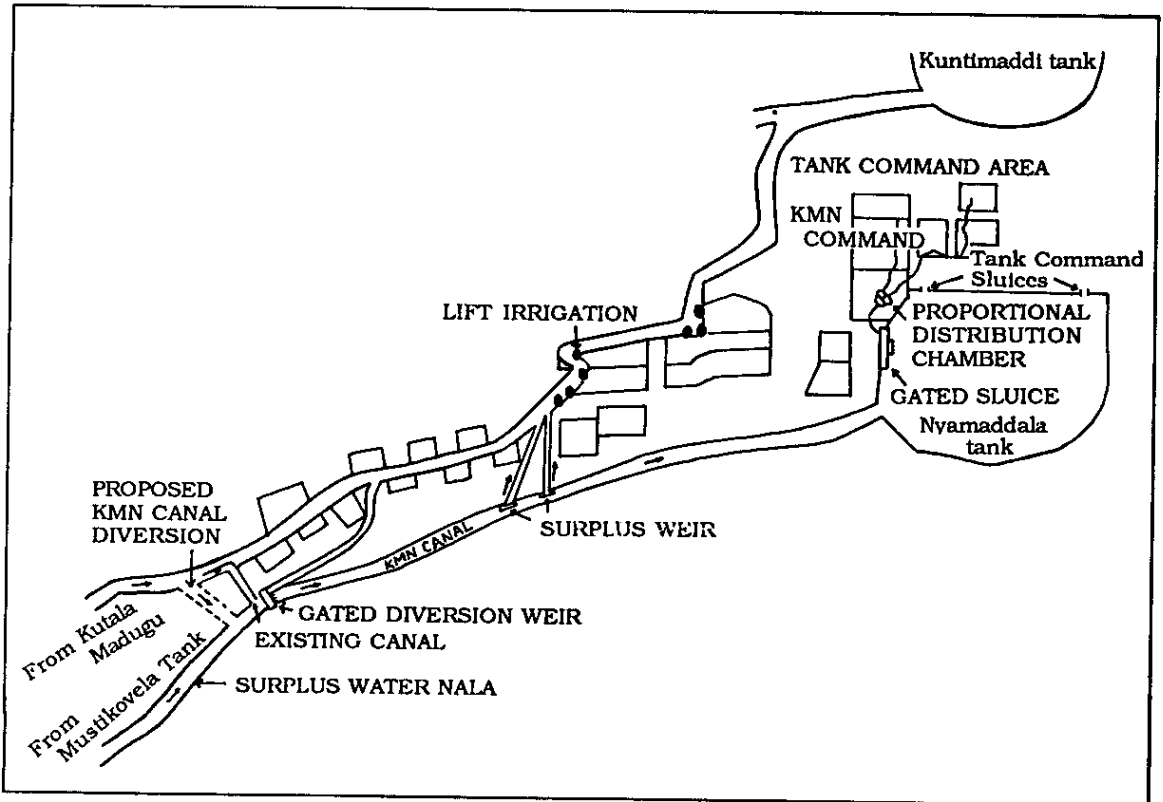 Kuntimaddi tank
TANK COMMAND AREA
KMN
COMMAND
Tank Command
Sluices
PROPORTIONAL
DISTRIBUTION
CHAMBER
GATED SLUICE
Nyamaddala
tank
LIFT IRRIGATION
PROPOSED
KMN CANAL
DIVERSION
SURPLUS WEIR
KMN CANAL
GATED DIVERSION WEIR
EXISTING CANAL
From Kutala
Madugu
SURPLUS WATER NALA
From
Mustikovela Tank